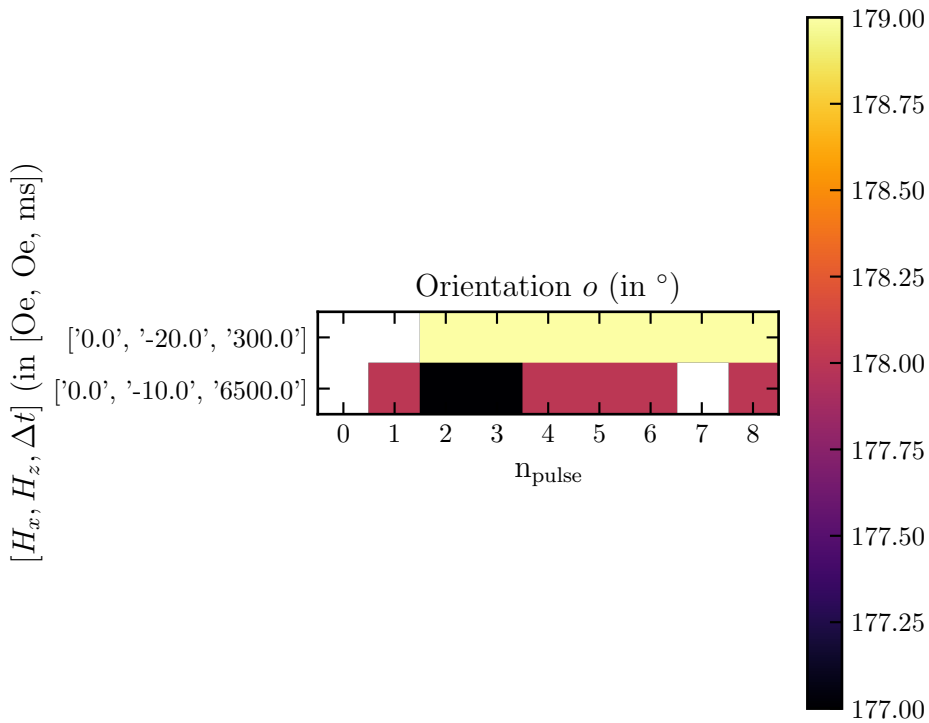 Orientation o (in °)
[H_x, H_z, Δt] (in [Oe, Oe, ms])
['0.0', '-20.0', '300.0']
['0.0', '-10.0', '6500.0']
0 1 2 3 4 5 6 7 8
n_pulse
179.00
178.75
178.50
178.25
178.00
177.75
177.50
177.25
177.00